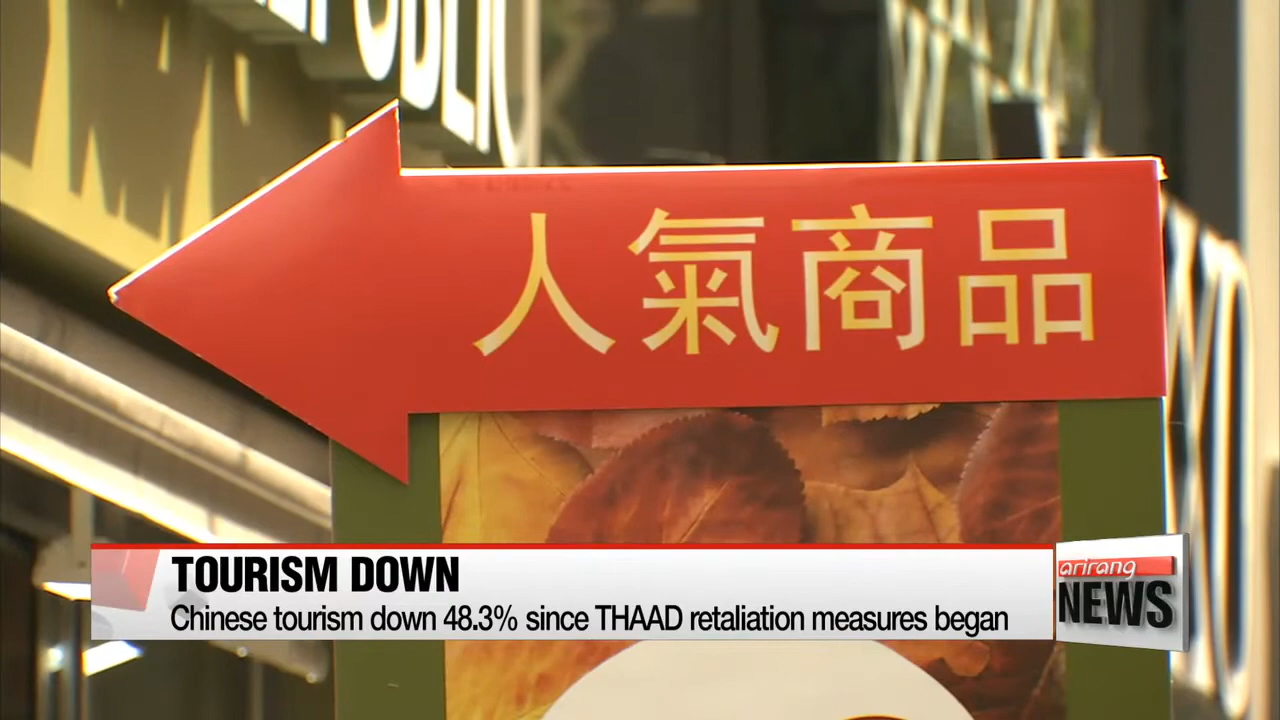 人氣商品
TOURISM DOWN
Chinese tourism down 48.3% since THAAD retaliation measures began
arirang
NEWS